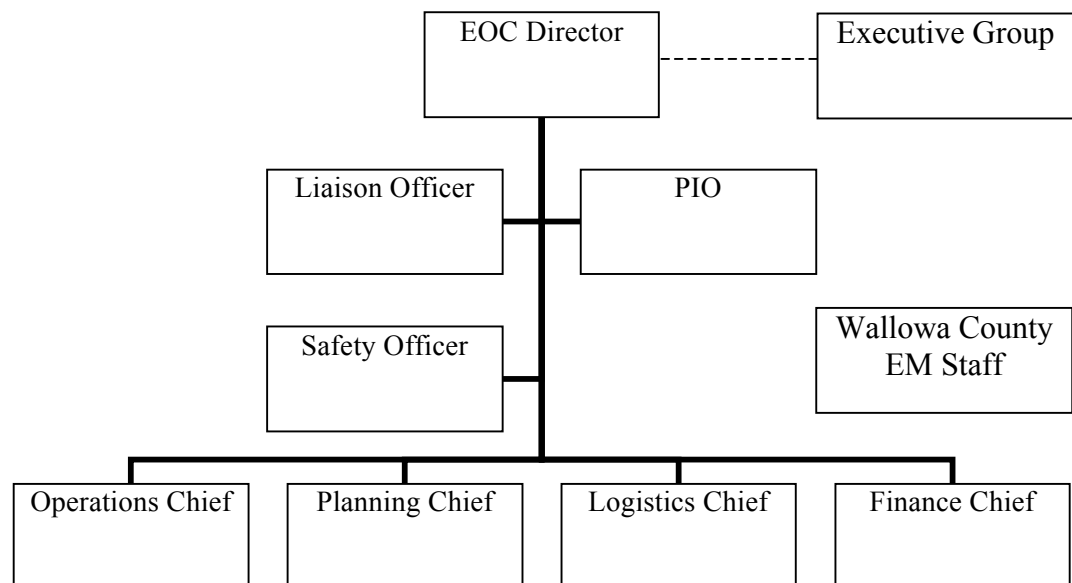 EOC Director
Executive Group
Liaison Officer
PIO
Safety Officer
Wallowa County
EM Staff
Operations Chief
Planning Chief
Logistics Chief
Finance Chief